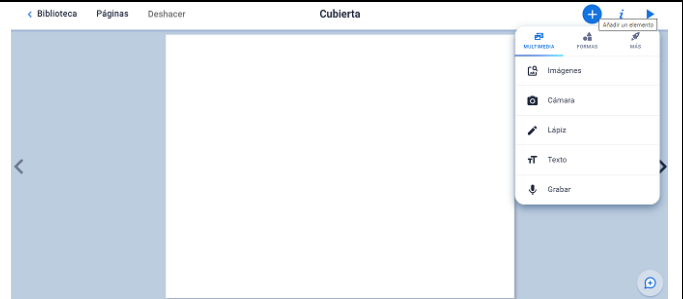 Biblioteca Páginas Deshacer Cubierta
Añadir un elemento
MULTIMEDIA FORMAS MÁS
Imágenes
Cámara
Lápiz
Texto
Grabar